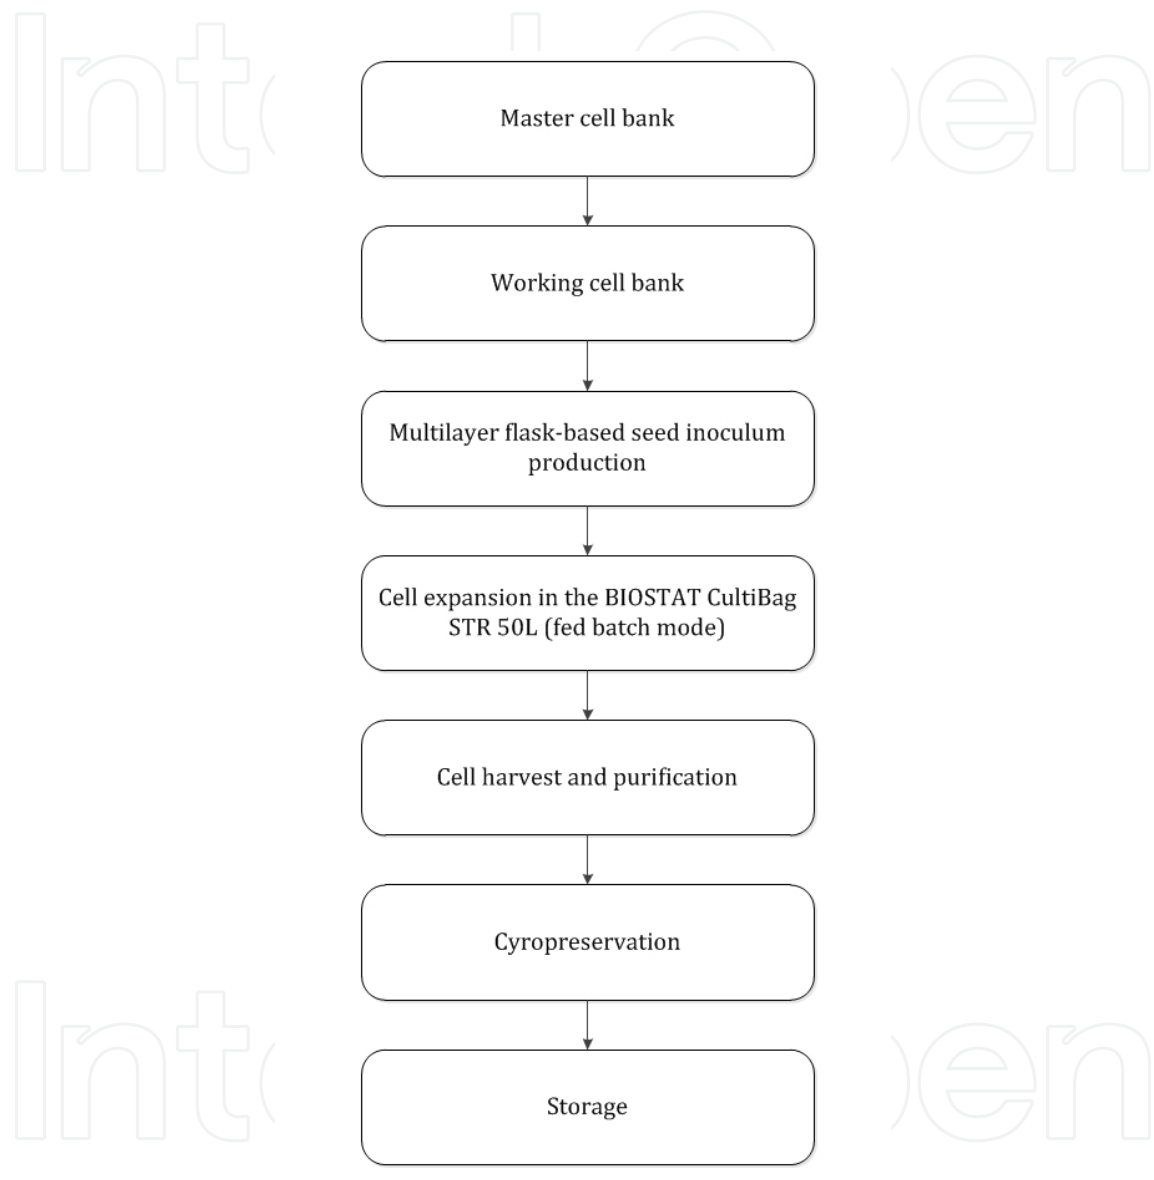 Master cell bank
Working cell bank
Multilayer flask-based seed inoculum
production
Cell expansion in the BIOSTAT CultiBag
STR 50L (fed batch mode)
Cell harvest and purification
Cyropreservation
Storage